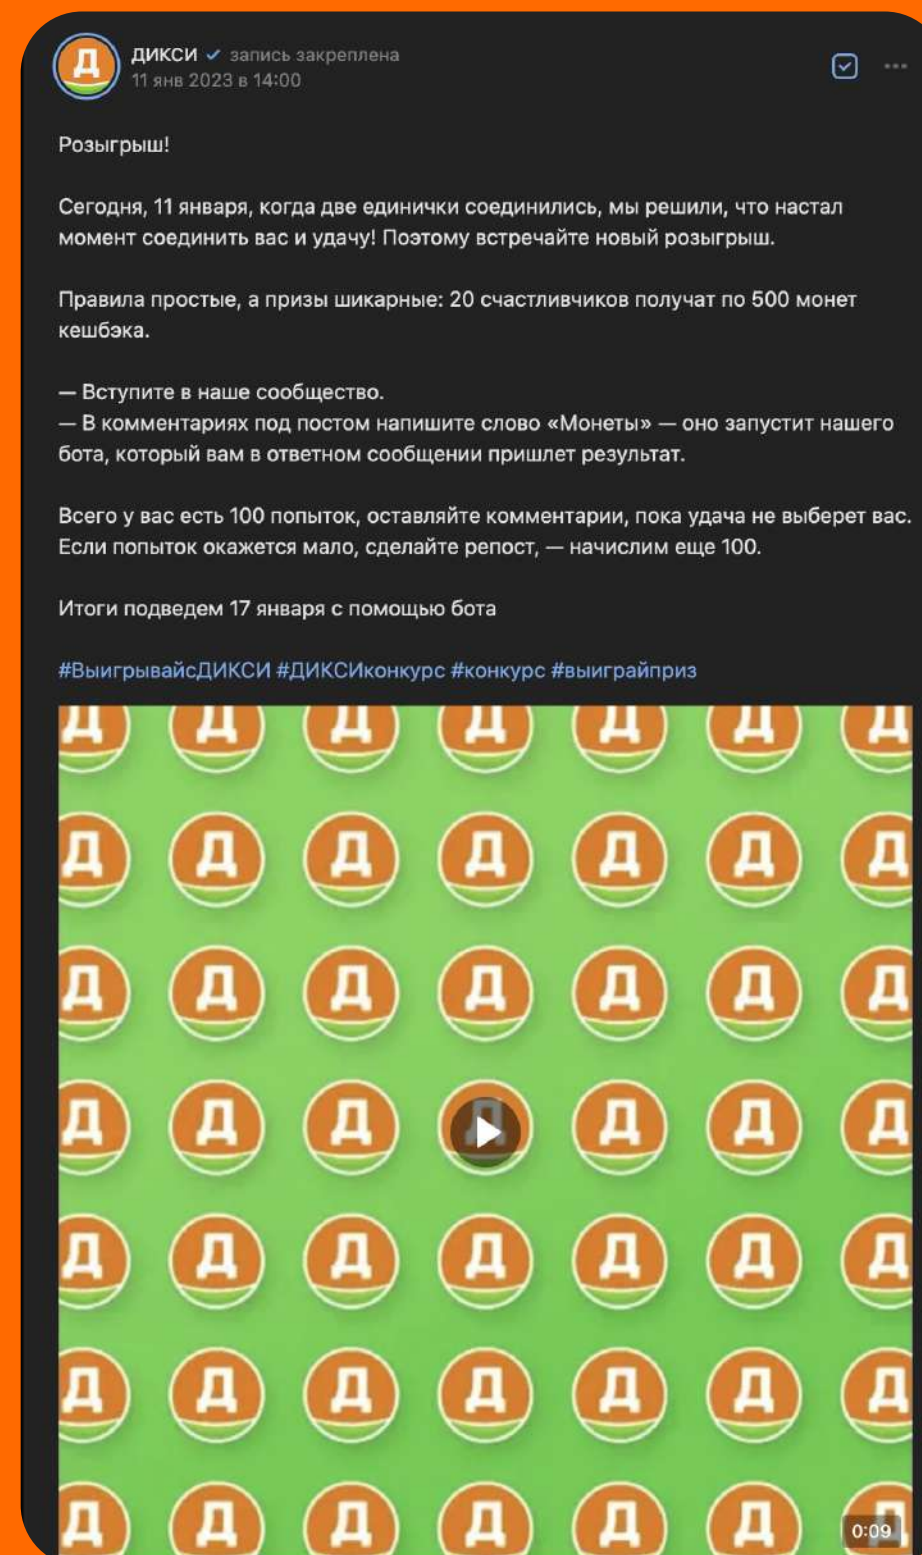 Д
ДИКСИ запись закреплена
11 янв 2023 в 14:00
Розыгрыш!
Сегодня, 11 января, когда две единички соединились, мы решили, что настал
момент соединить вас и удачу! Поэтому встречайте новый розыгрыш.
Правила простые, а призы шикарные: 20 счастливчиков получат по 500 монет
кешбэка.
— Вступите в наше сообщество.
— В комментариях под постом напишите слово «Монеты» — оно запустит нашего
бота, который вам в ответном сообщении пришлет результат.
Всего у вас есть 100 попыток, оставляйте комментарии, пока удача не выберет вас.
Если попыток окажется мало, сделайте репост, — начислим еще 100.
Итоги подведем 17 января с помощью бота
#ВыигрывайсДИКСИ #ДИКСИконкурс #конкурс #выиграйприз
Д Д Д Д Д Д Д
Д Д Д Д Д Д Д
Д Д Д Д Д Д Д
Д Д Д Д Д Д Д
Д Д Д Д Д Д Д
Д Д Д Д Д Д Д
Д Д Д Д Д Д Д
0:09